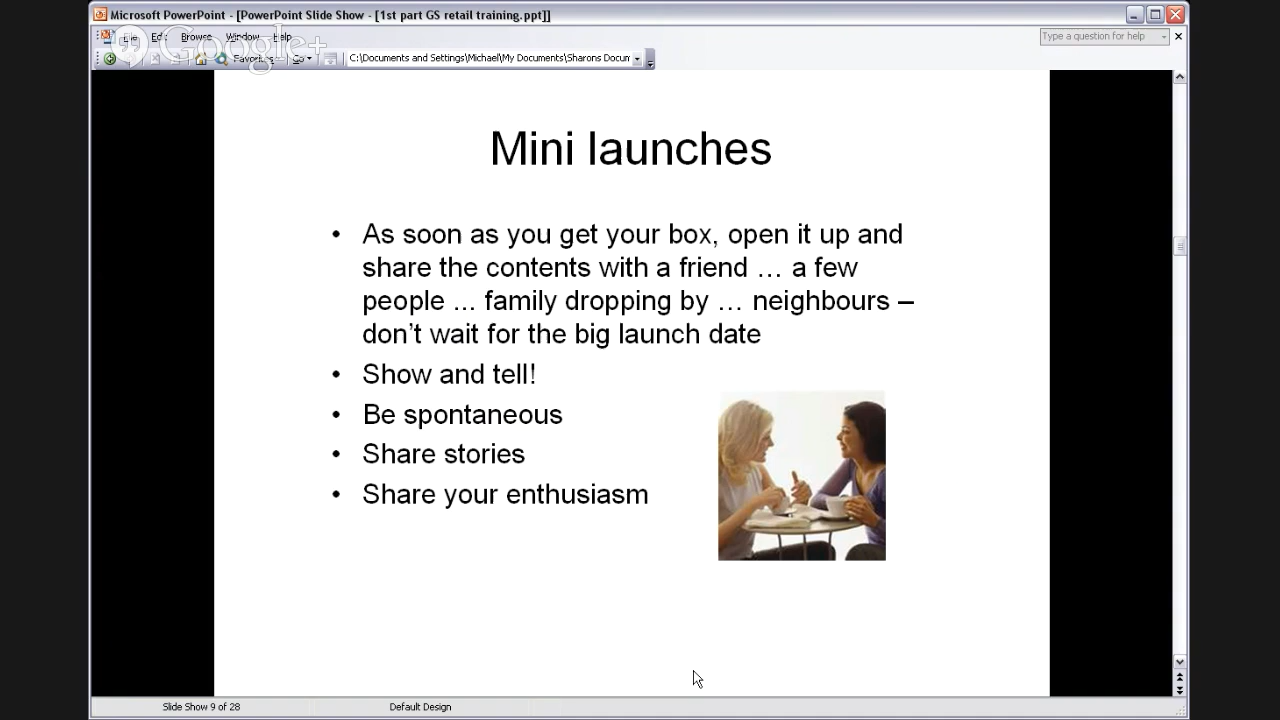 Microsoft PowerPoint - [PowerPoint Slide Show - [1st part GS retail training.ppt]]
File Edit Browse Window Help
Type a question for help
Google+
Favorites Go C:\Documents and Settings\Michael\My Documents\Sharons Docum
Mini launches
• As soon as you get your box, open it up and
share the contents with a friend … a few
people ... family dropping by … neighbours –
don’t wait for the big launch date
• Show and tell!
• Be spontaneous
• Share stories
• Share your enthusiasm
Slide Show 9 of 28 Default Design